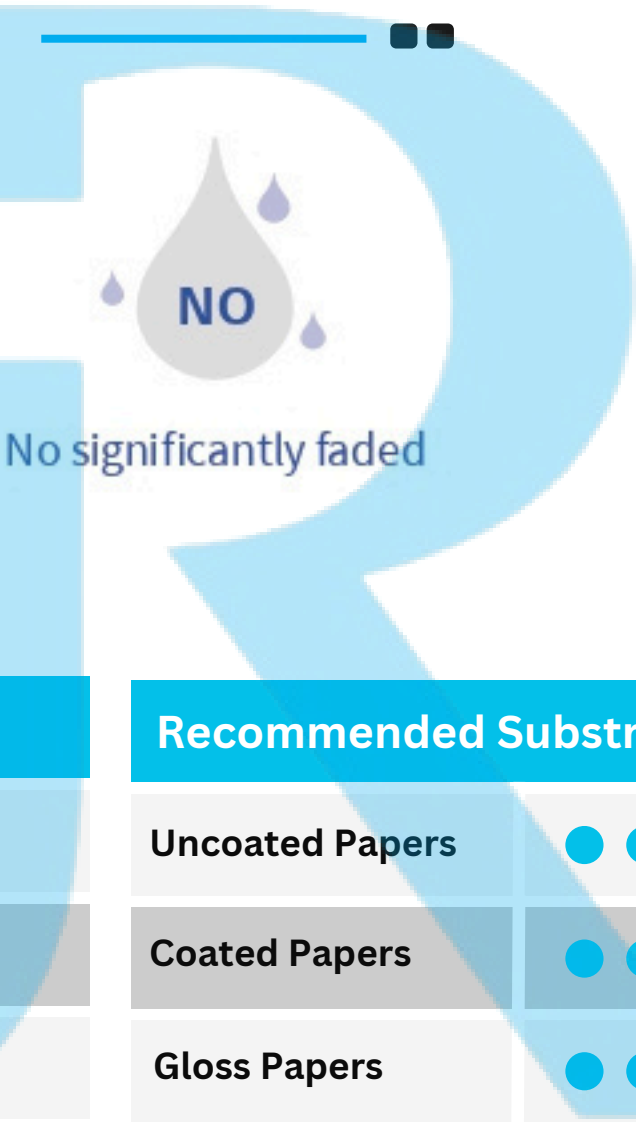 NO
No significantly faded
Recommended Substr
Uncoated Papers
Coated Papers
Gloss Papers